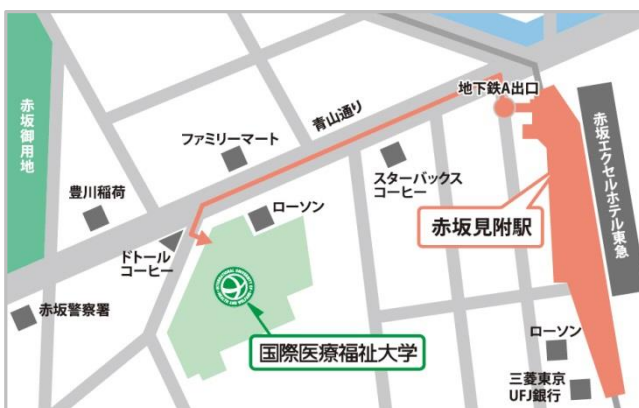 地下鉄A出口
青山通り
赤坂御用地
ファミリーマート
赤坂エクセルホテル東急
スターバックス
コーヒー
豊川稲荷
ローソン
赤坂見附駅
ドトール
コーヒー
赤坂警察署
国際医療福祉大学
ローソン
三菱東京
UFJ銀行